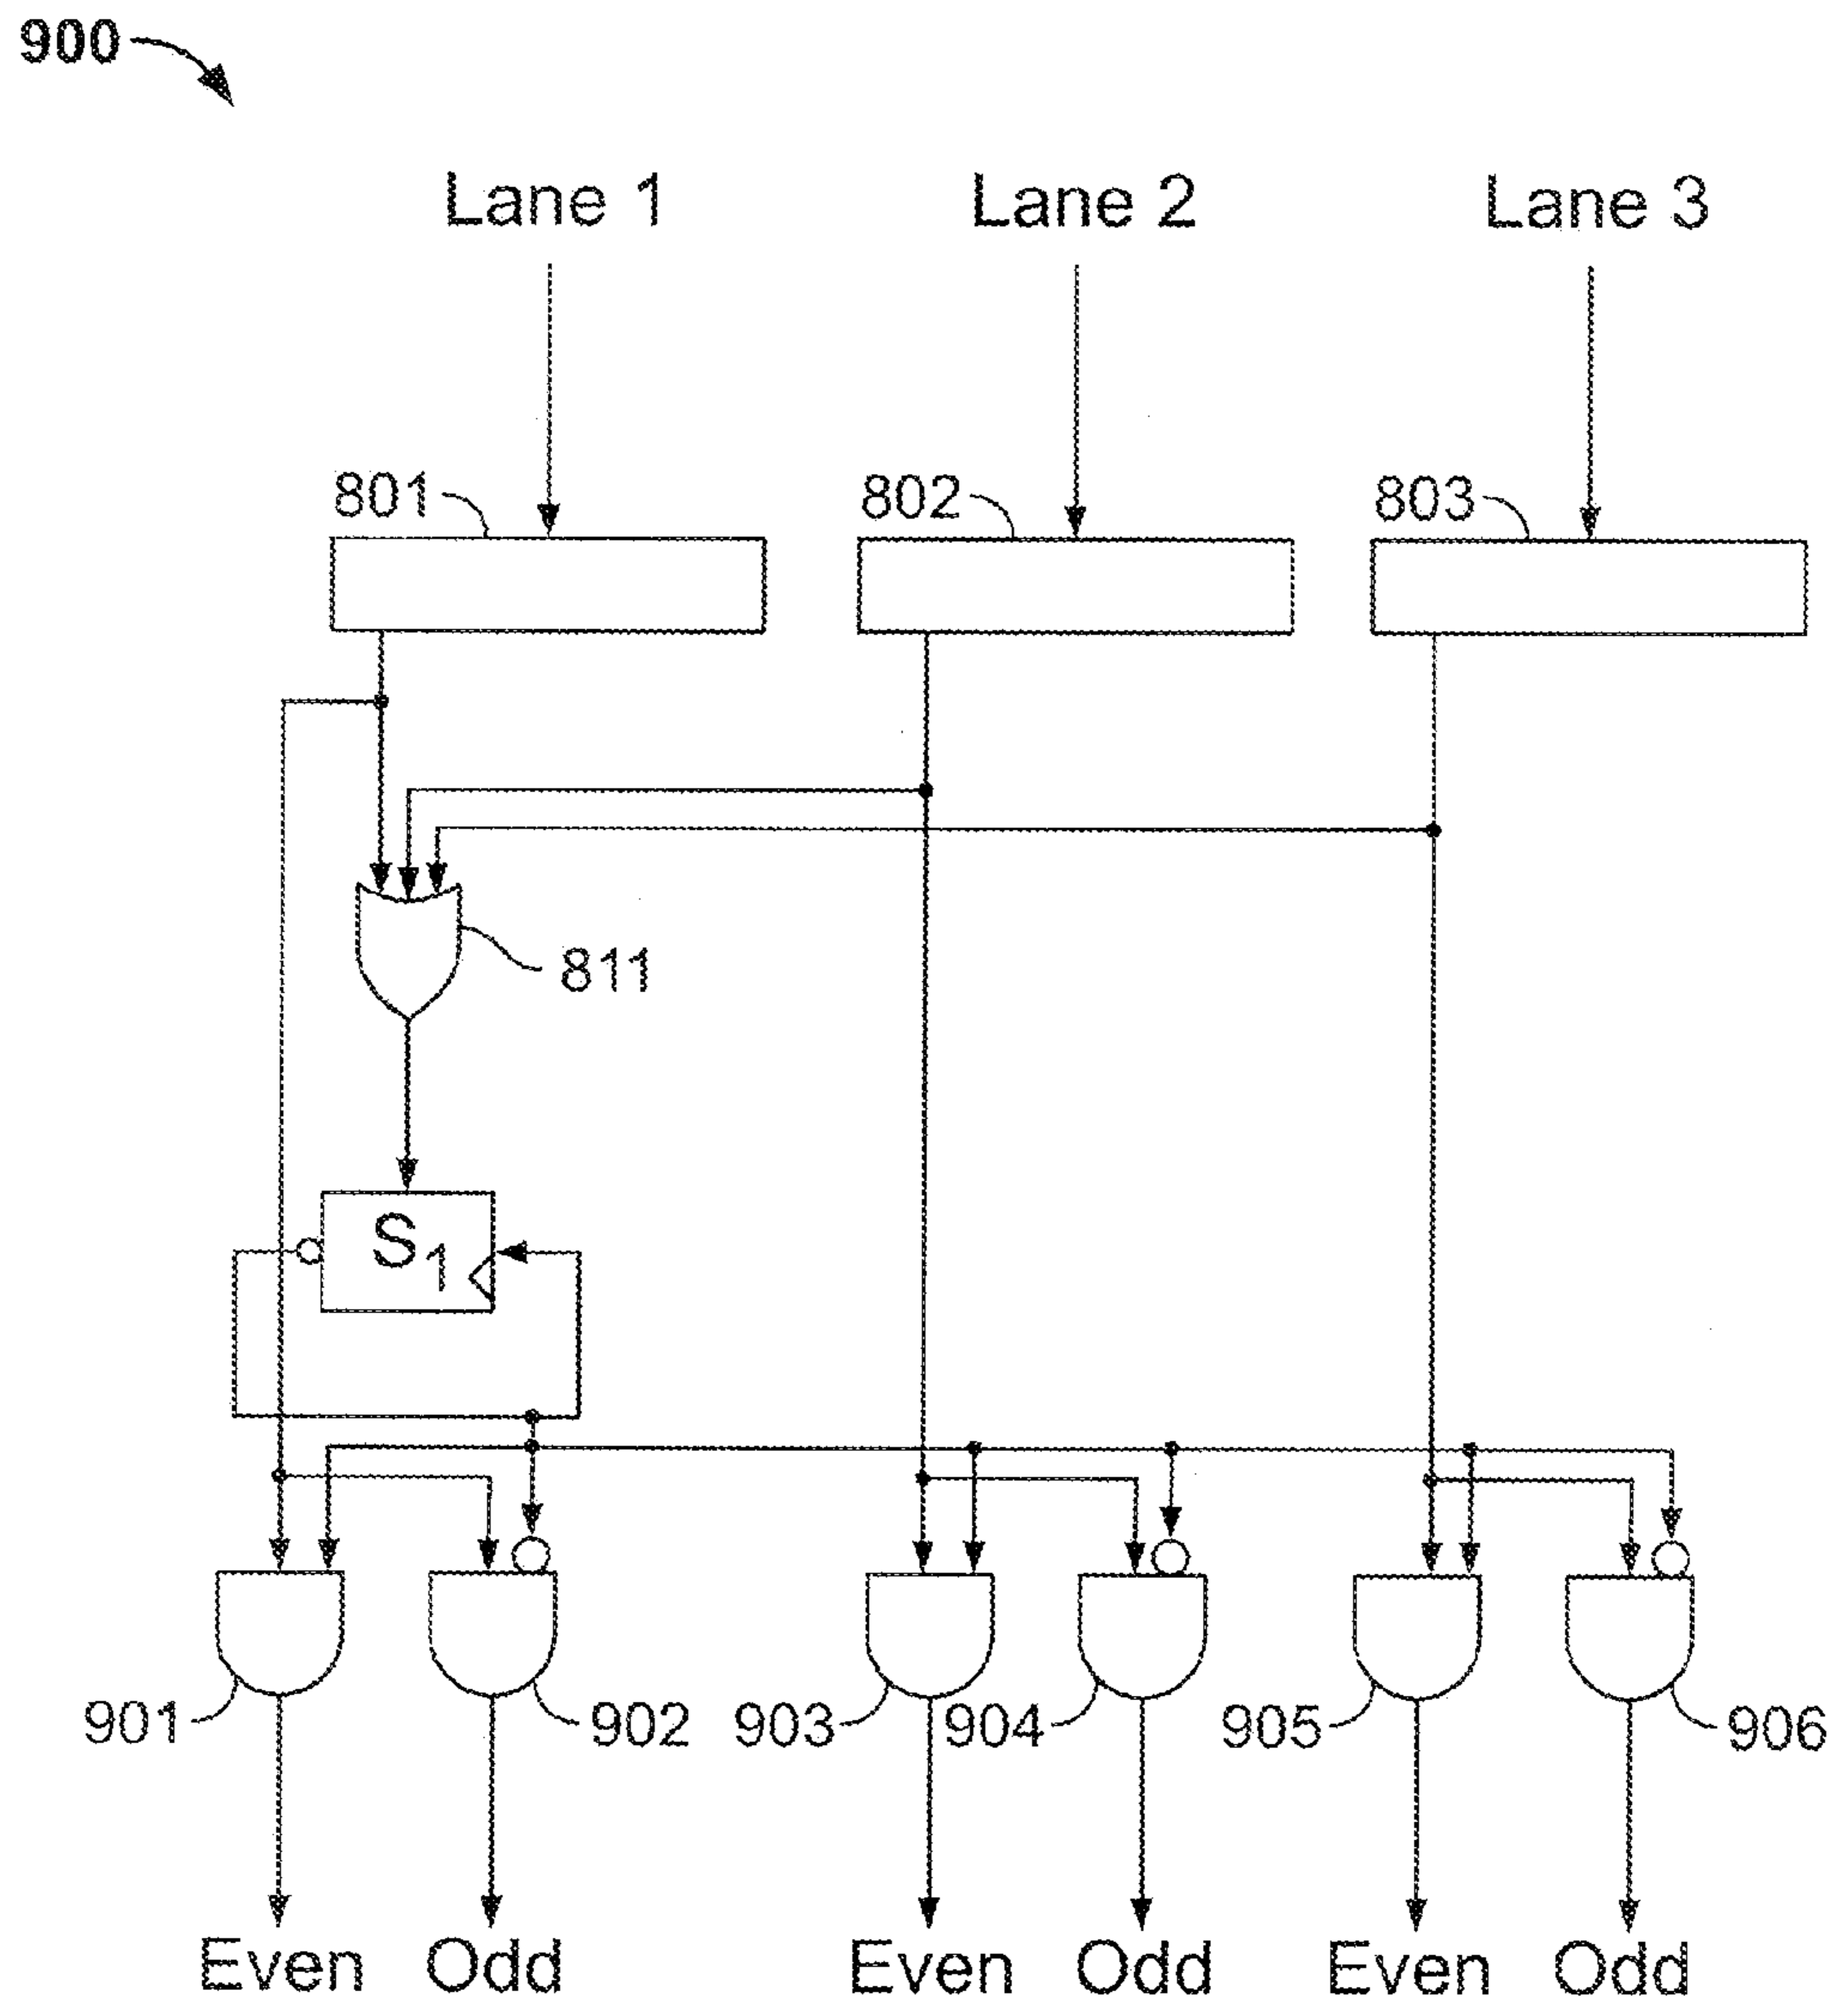 900
Lane 1 Lane 2 Lane 3
801 802 803
811
S1
901 902 903 904 905 906
Even Odd Even Odd Even Odd